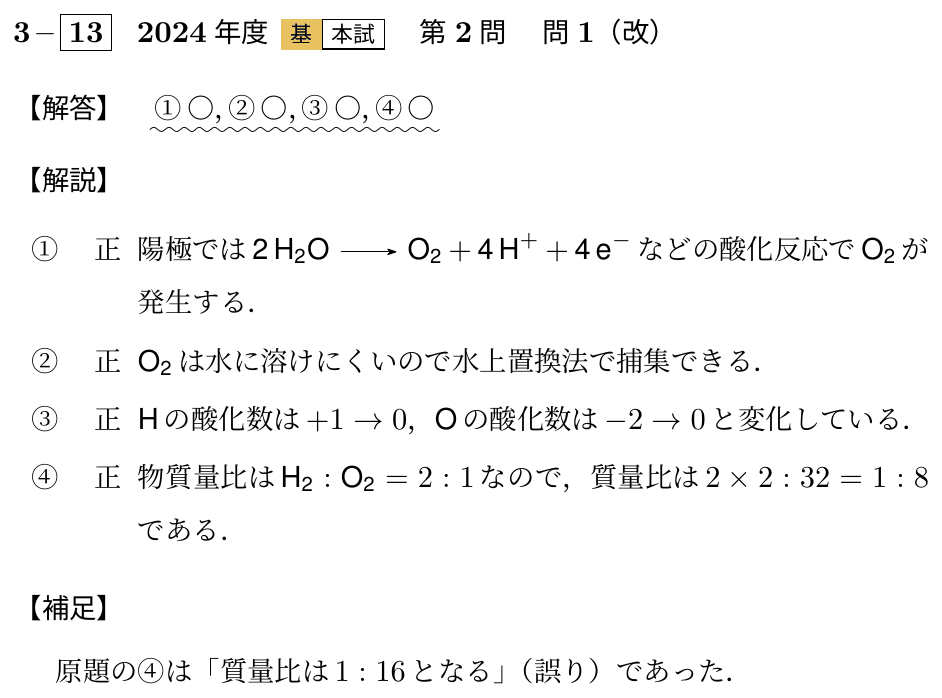 3−13 2024 年度 基 本試 第 2 問 問 1（改）
【解答】 ① ○, ② ○, ③ ○, ④ ○
【解説】
① 正 陽極では 2 H₂O ⟶ O₂ + 4 H⁺ + 4 e⁻ などの酸化反応で O₂ が
発生する．
② 正 O₂ は水に溶けにくいので水上置換法で捕集できる．
③ 正 H の酸化数は +1 → 0，O の酸化数は −2 → 0 と変化している．
④ 正 物質量比は H₂ : O₂ = 2 : 1 なので，質量比は 2 × 2 : 32 = 1 : 8
である．
【補足】
原題の④は「質量比は 1 : 16 となる」（誤り）であった．